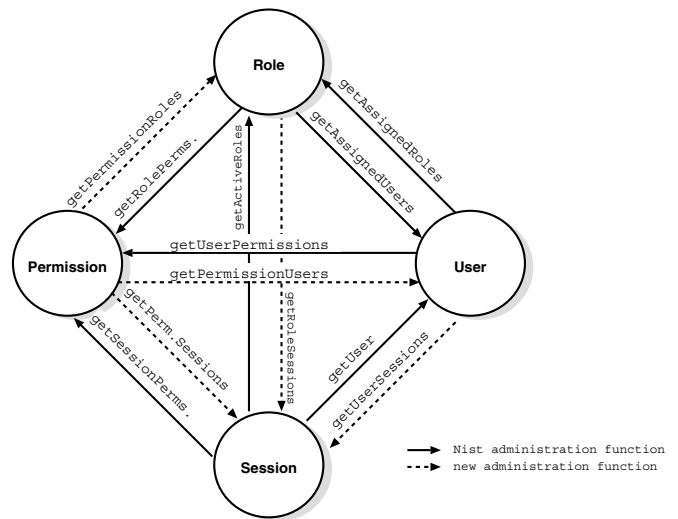 Role
getPermissionRoles
getRolePerms.
getActiveRoles
getAssignedUsers
getAssignedRoles
getUserPermissions
getPermissionUsers
Permission
User
getPerm.Sessions
getSessionPerms.
getRoleSessions
getUser
getUserSessions
Session
Nist administration function
new administration function